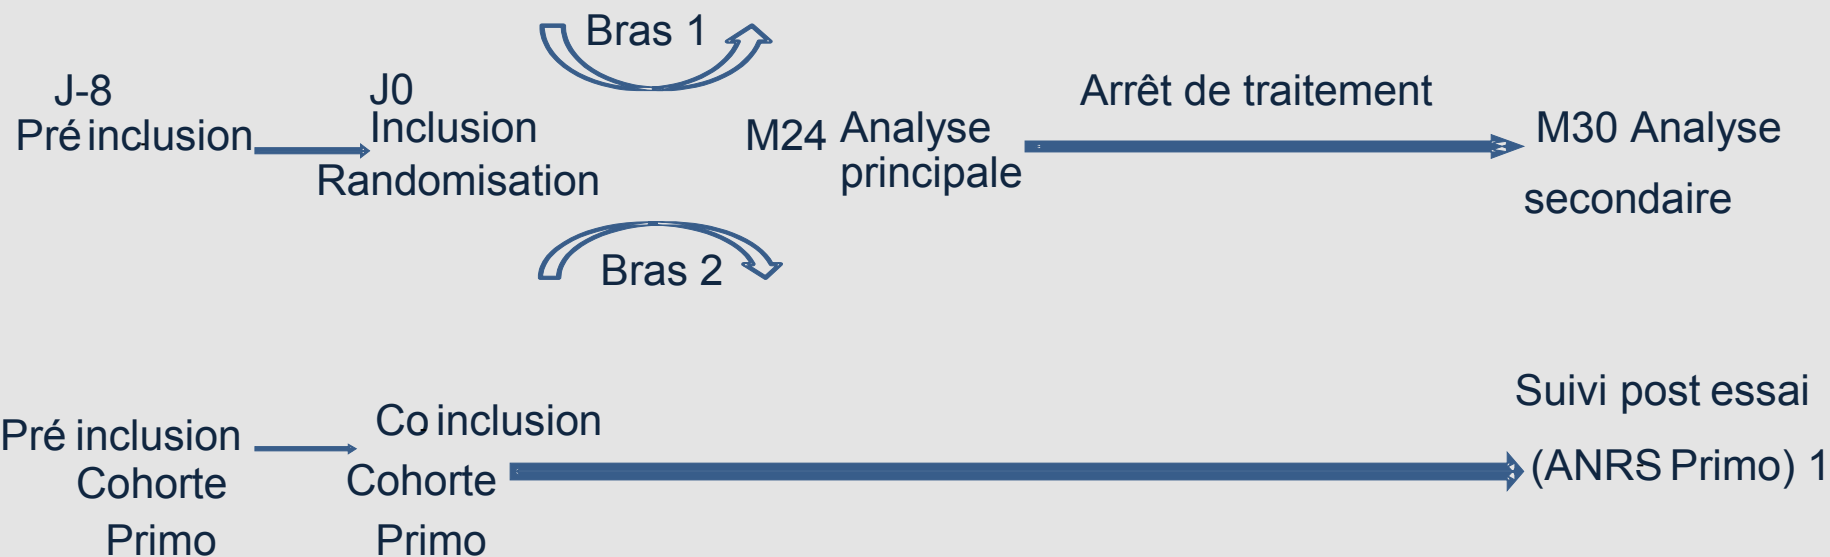 Bras 1
J-8
Pré inclusion
J0
Inclusion
Randomisation
M24 Analyse
principale
Arrêt de traitement
M30 Analyse
secondaire
Bras 2
Pré inclusion
Cohorte
Primo
Co inclusion
Cohorte
Primo
Suivi post essai
(ANRS Primo) 1